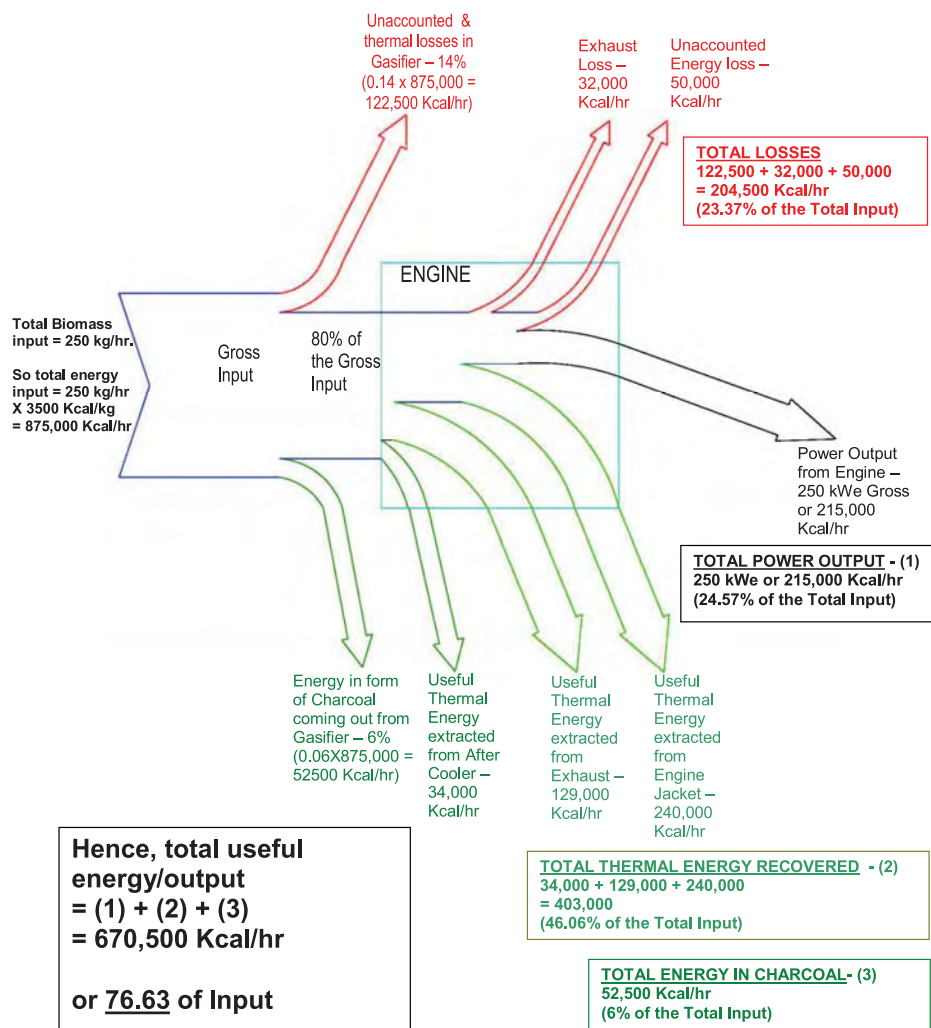 Unaccounted &
thermal losses in
Gasifier – 14%
(0.14 x 875,000 =
122,500 Kcal/hr)
Exhaust
Loss –
32,000
Kcal/hr
Unaccounted
Energy loss –
50,000
Kcal/hr
TOTAL LOSSES
122,500 + 32,000 + 50,000
= 204,500 Kcal/hr
(23.37% of the Total Input)
ENGINE
Total Biomass
input = 250 kg/hr.
So total energy
input = 250 kg/hr
X 3500 Kcal/kg
= 875,000 Kcal/hr
Gross
Input
80% of
the Gross
Input
Power Output
from Engine –
250 kWe Gross
or 215,000
Kcal/hr
TOTAL POWER OUTPUT - (1)
250 kWe or 215,000 Kcal/hr
(24.57% of the Total Input)
Energy in form
of Charcoal
coming out from
Gasifier – 6%
(0.06X875,000 =
52500 Kcal/hr)
Useful
Thermal
Energy
extracted
from After
Cooler –
34,000
Kcal/hr
Useful
Thermal
Energy
extracted
from
Exhaust –
129,000
Kcal/hr
Useful
Thermal
Energy
extracted
from
Engine
Jacket –
240,000
Kcal/hr
Hence, total useful
energy/output
= (1) + (2) + (3)
= 670,500 Kcal/hr
or 76.63 of Input
TOTAL THERMAL ENERGY RECOVERED - (2)
34,000 + 129,000 + 240,000
= 403,000
(46.06% of the Total Input)
TOTAL ENERGY IN CHARCOAL- (3)
52,500 Kcal/hr
(6% of the Total Input)